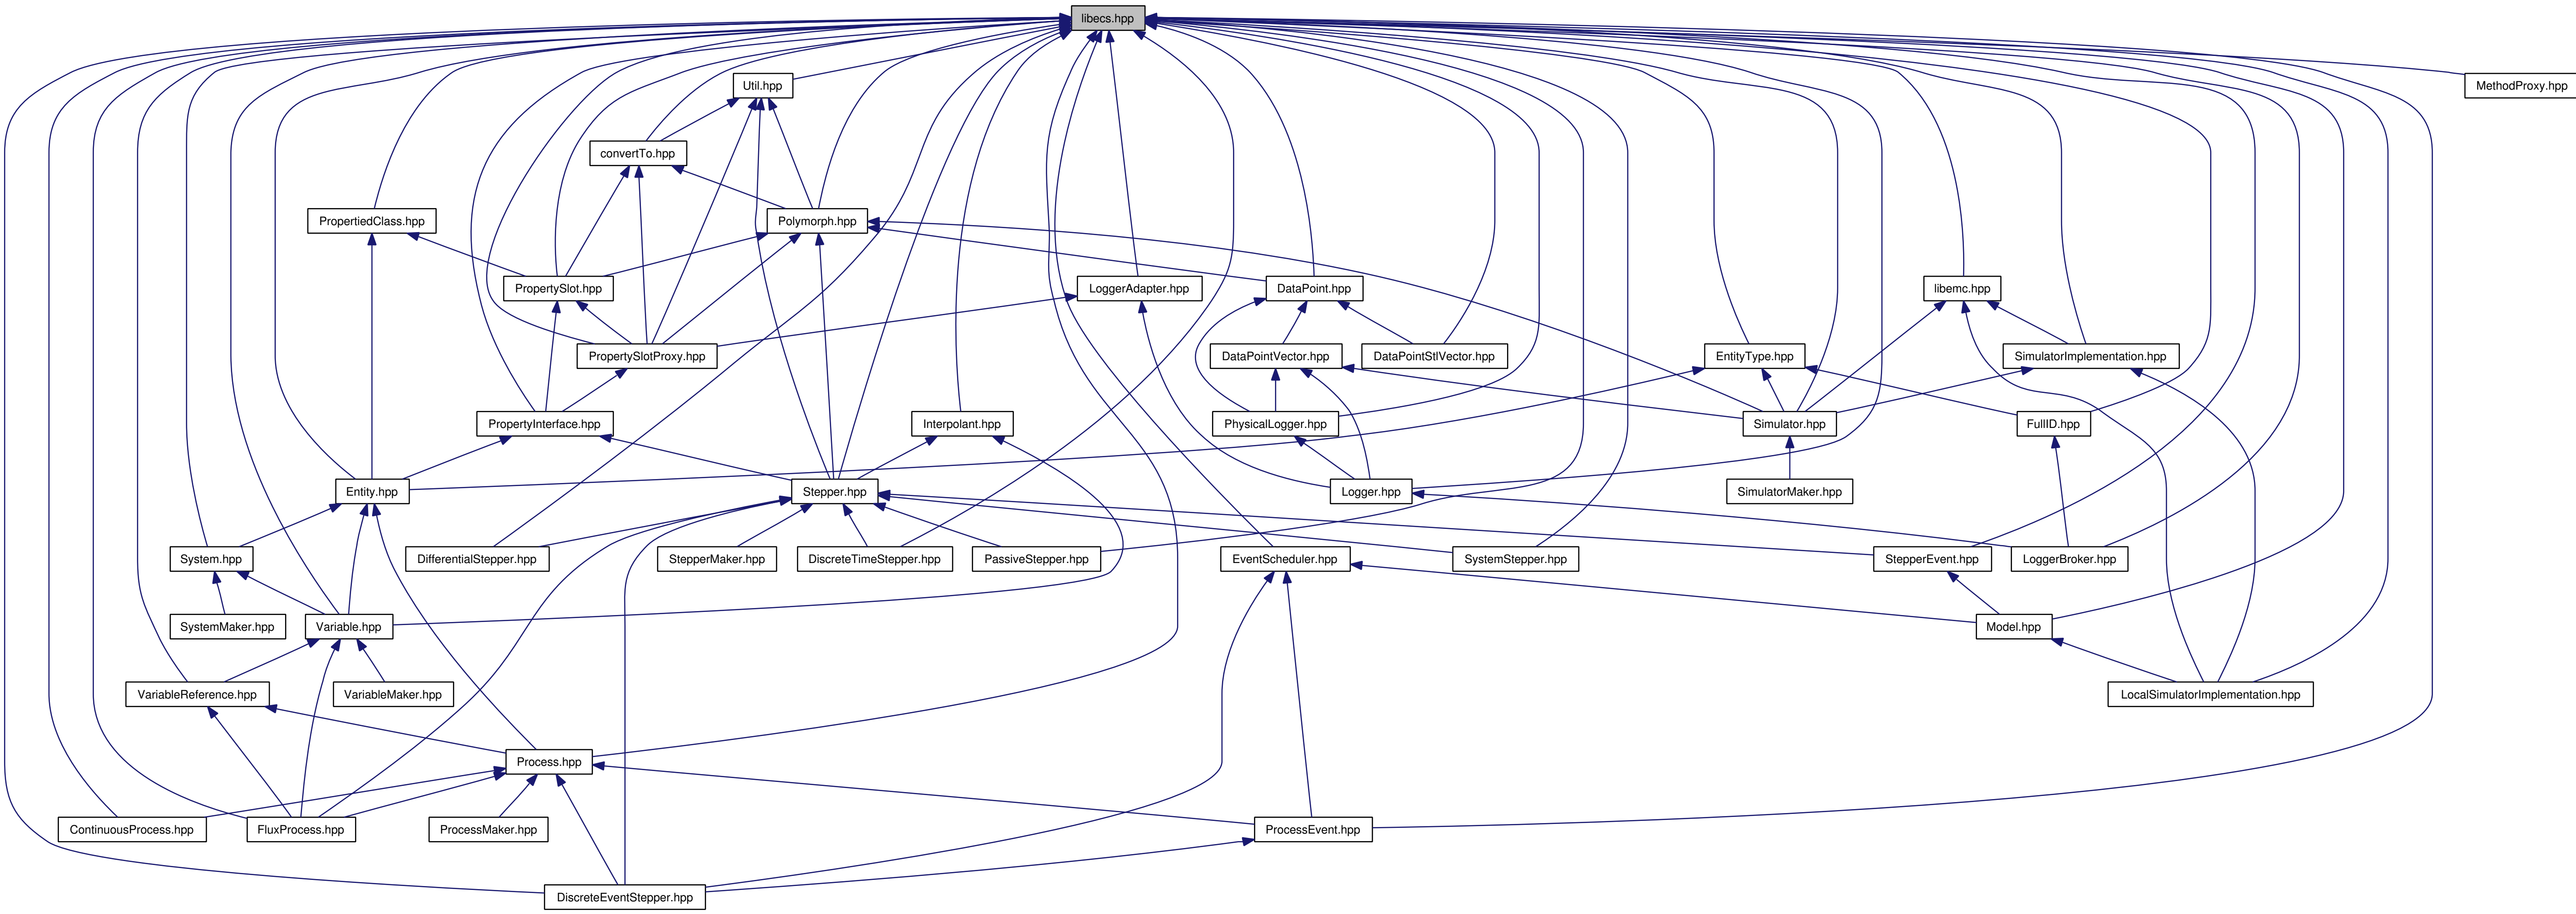 libecs.hpp
Util.hpp
MethodProxy.hpp
convertTo.hpp
PropertiedClass.hpp
Polymorph.hpp
PropertySlot.hpp
LoggerAdapter.hpp
DataPoint.hpp
libemc.hpp
PropertySlotProxy.hpp
DataPointVector.hpp
DataPointStlVector.hpp
EntityType.hpp
SimulatorImplementation.hpp
PropertyInterface.hpp
Interpolant.hpp
PhysicalLogger.hpp
Simulator.hpp
FullID.hpp
Entity.hpp
Stepper.hpp
Logger.hpp
SimulatorMaker.hpp
System.hpp
DifferentialStepper.hpp
StepperMaker.hpp
DiscreteTimeStepper.hpp
PassiveStepper.hpp
EventScheduler.hpp
SystemStepper.hpp
StepperEvent.hpp
LoggerBroker.hpp
SystemMaker.hpp
Variable.hpp
Model.hpp
VariableReference.hpp
VariableMaker.hpp
LocalSimulatorImplementation.hpp
Process.hpp
ContinuousProcess.hpp
FluxProcess.hpp
ProcessMaker.hpp
ProcessEvent.hpp
DiscreteEventStepper.hpp